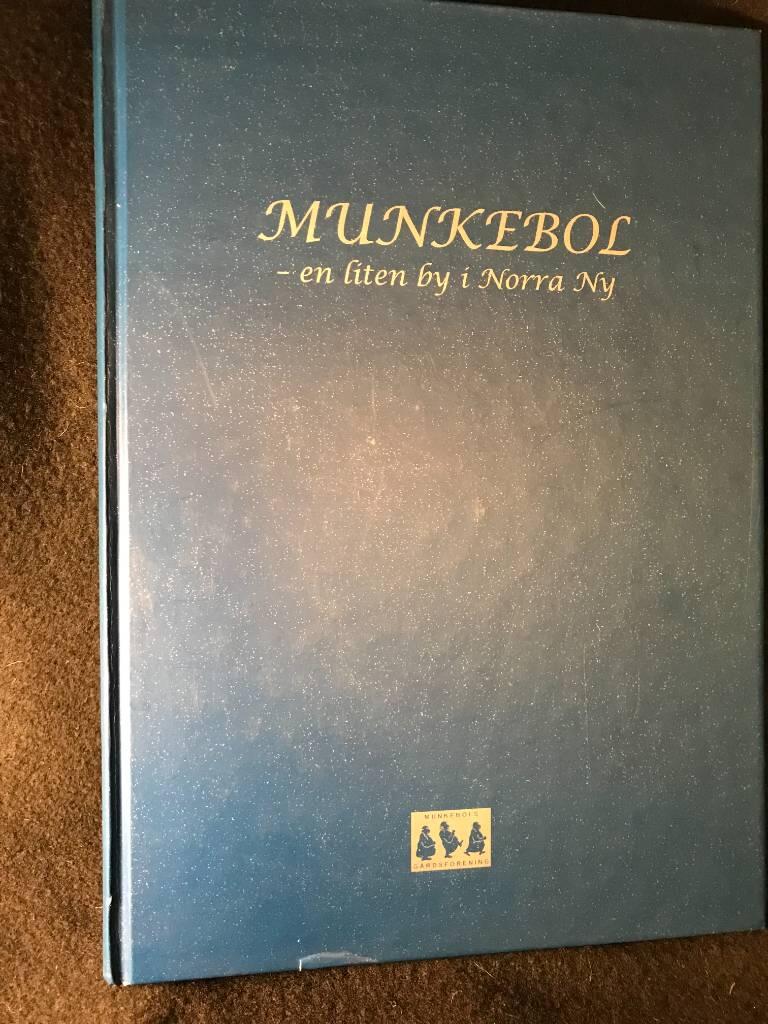 MUNKEBOL
– en liten by i Norra Ny
MUNKEBOLS
GÅRDSFÖRENING